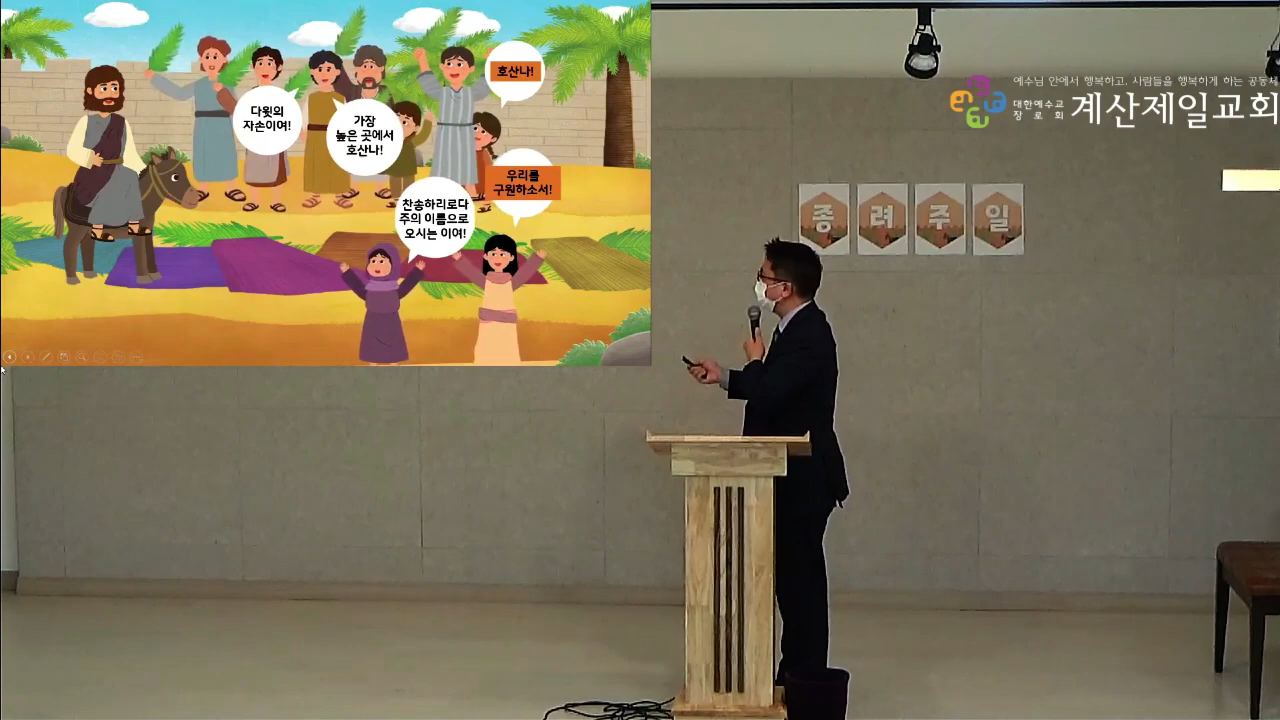 호산나!
다윗의
자손이여!
가장
높은 곳에서
호산나!
우리를
구원하소서!
찬송하리로다
주의 이름으로
오시는 이여!
예수님 안에서 행복하고, 사람들을 행복하게 하는 공동체
대한예수교
장로회
계산제일교회
종려주일